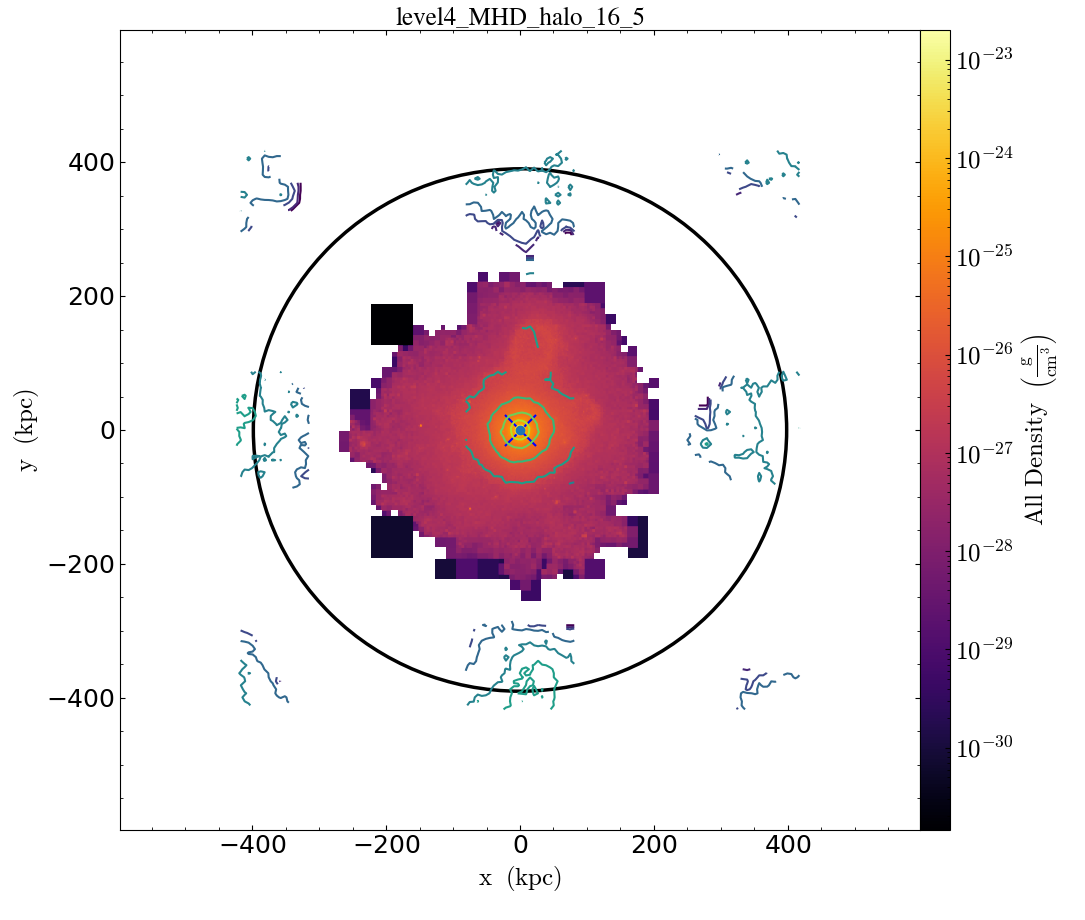 level4_MHD_halo_16_5
10^{-23}
400
10^{-24}
10^{-25}
200
10^{-26}
y (kpc)
0
10^{-27}
All Density (g/cm^3)
10^{-28}
−200
10^{-29}
−400
10^{-30}
−400 −200 0 200 400
x (kpc)